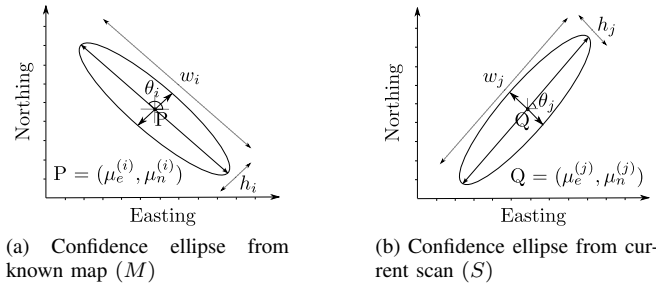 Northing
w_i
θ_i
P
P = (μ_e^(i), μ_n^(i))
h_i
Easting
(a) Confidence ellipse from
known map (M)
Northing
h_j
w_j
θ_j
Q
Q = (μ_e^(j), μ_n^(j))
Easting
(b) Confidence ellipse from cur-
rent scan (S)